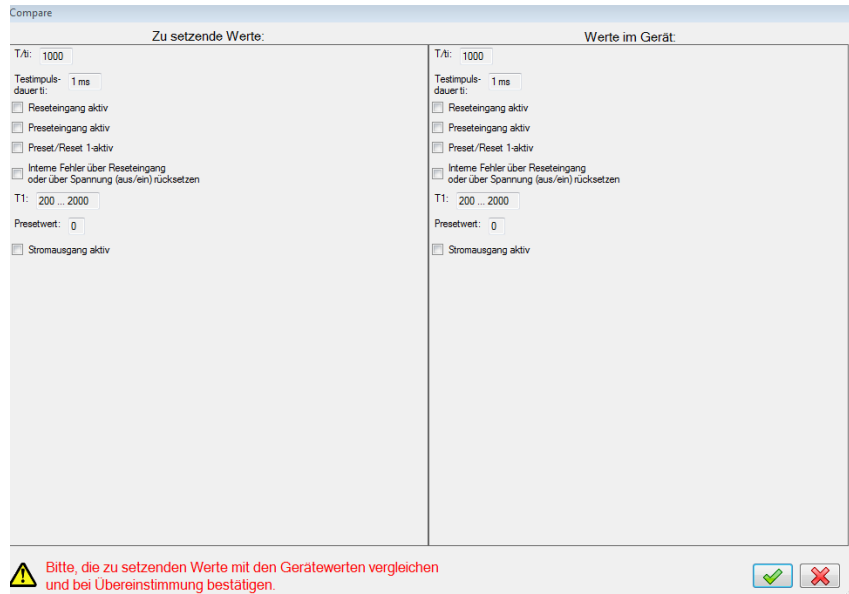 Compare
Zu setzende Werte:
T/ti: 1000
Testimpuls- 1 ms
dauer ti:
Reseteingang aktiv
Preseteingang aktiv
Preset/Reset 1-aktiv
Interne Fehler über Reseteingang
oder über Spannung (aus/ein) rücksetzen
T1: 200 ... 2000
Presetwert: 0
Stromausgang aktiv
Werte im Gerät:
T/ti: 1000
Testimpuls- 1 ms
dauer ti:
Reseteingang aktiv
Preseteingang aktiv
Preset/Reset 1-aktiv
Interne Fehler über Reseteingang
oder über Spannung (aus/ein) rücksetzen
T1: 200 ... 2000
Presetwert: 0
Stromausgang aktiv
Bitte, die zu setzenden Werte mit den Gerätewerten vergleichen
und bei Übereinstimmung bestätigen.